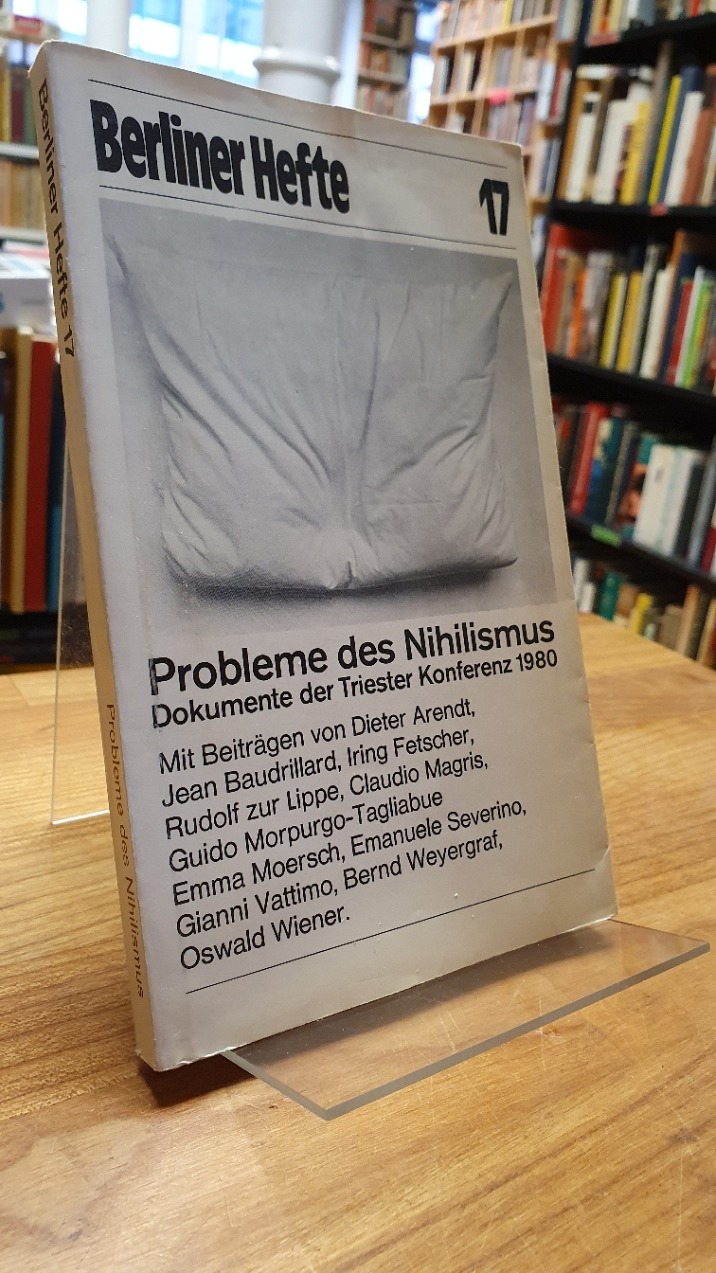 Berliner Hefte
17
Probleme des Nihilismus
Dokumente der Triester Konferenz 1980
Mit Beiträgen von Dieter Arendt,
Jean Baudrillard, Iring Fetscher,
Rudolf zur Lippe, Claudio Magris,
Guido Morpurgo-Tagliabue
Emma Moersch, Emanuele Severino,
Gianni Vattimo, Bernd Weyergraf,
Oswald Wiener.
Berliner Hefte 17
Probleme des Nihilismus